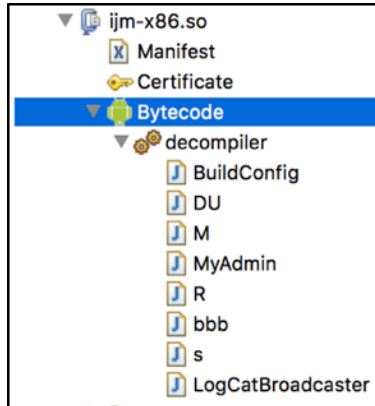 ijm-x86.so
Manifest
Certificate
Bytecode
decompiler
BuildConfig
DU
M
MyAdmin
R
bbb
s
LogCatBroadcaster